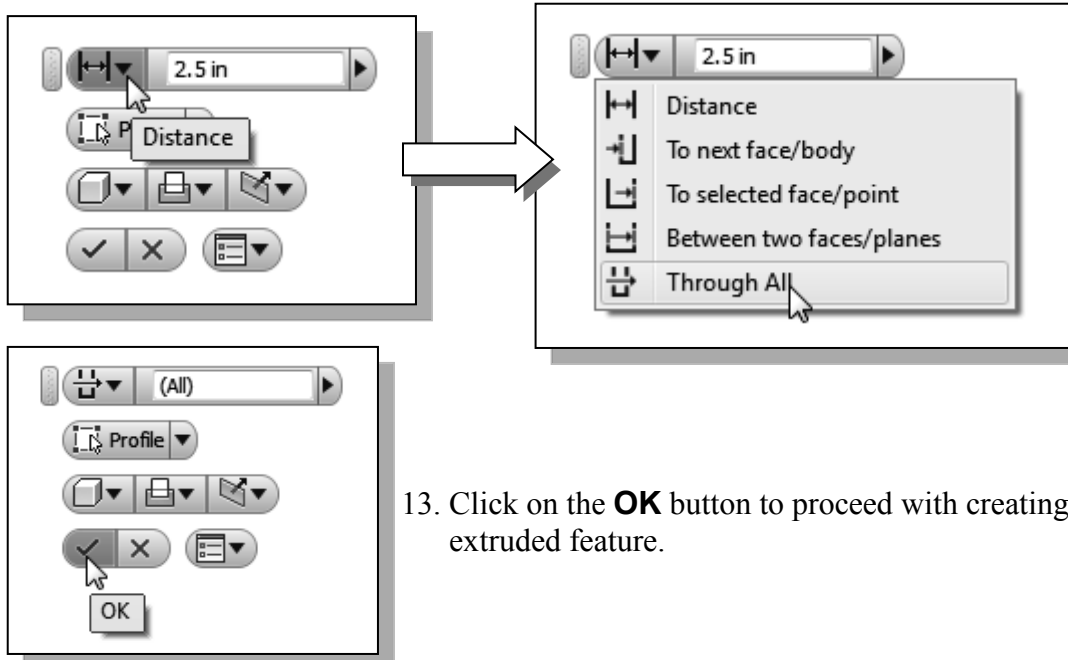 2.5 in
P
Distance
2.5 in
Distance
To next face/body
To selected face/point
Between two faces/planes
Through All
(All)
Profile
OK
13. Click on the OK button to proceed with creating
extruded feature.